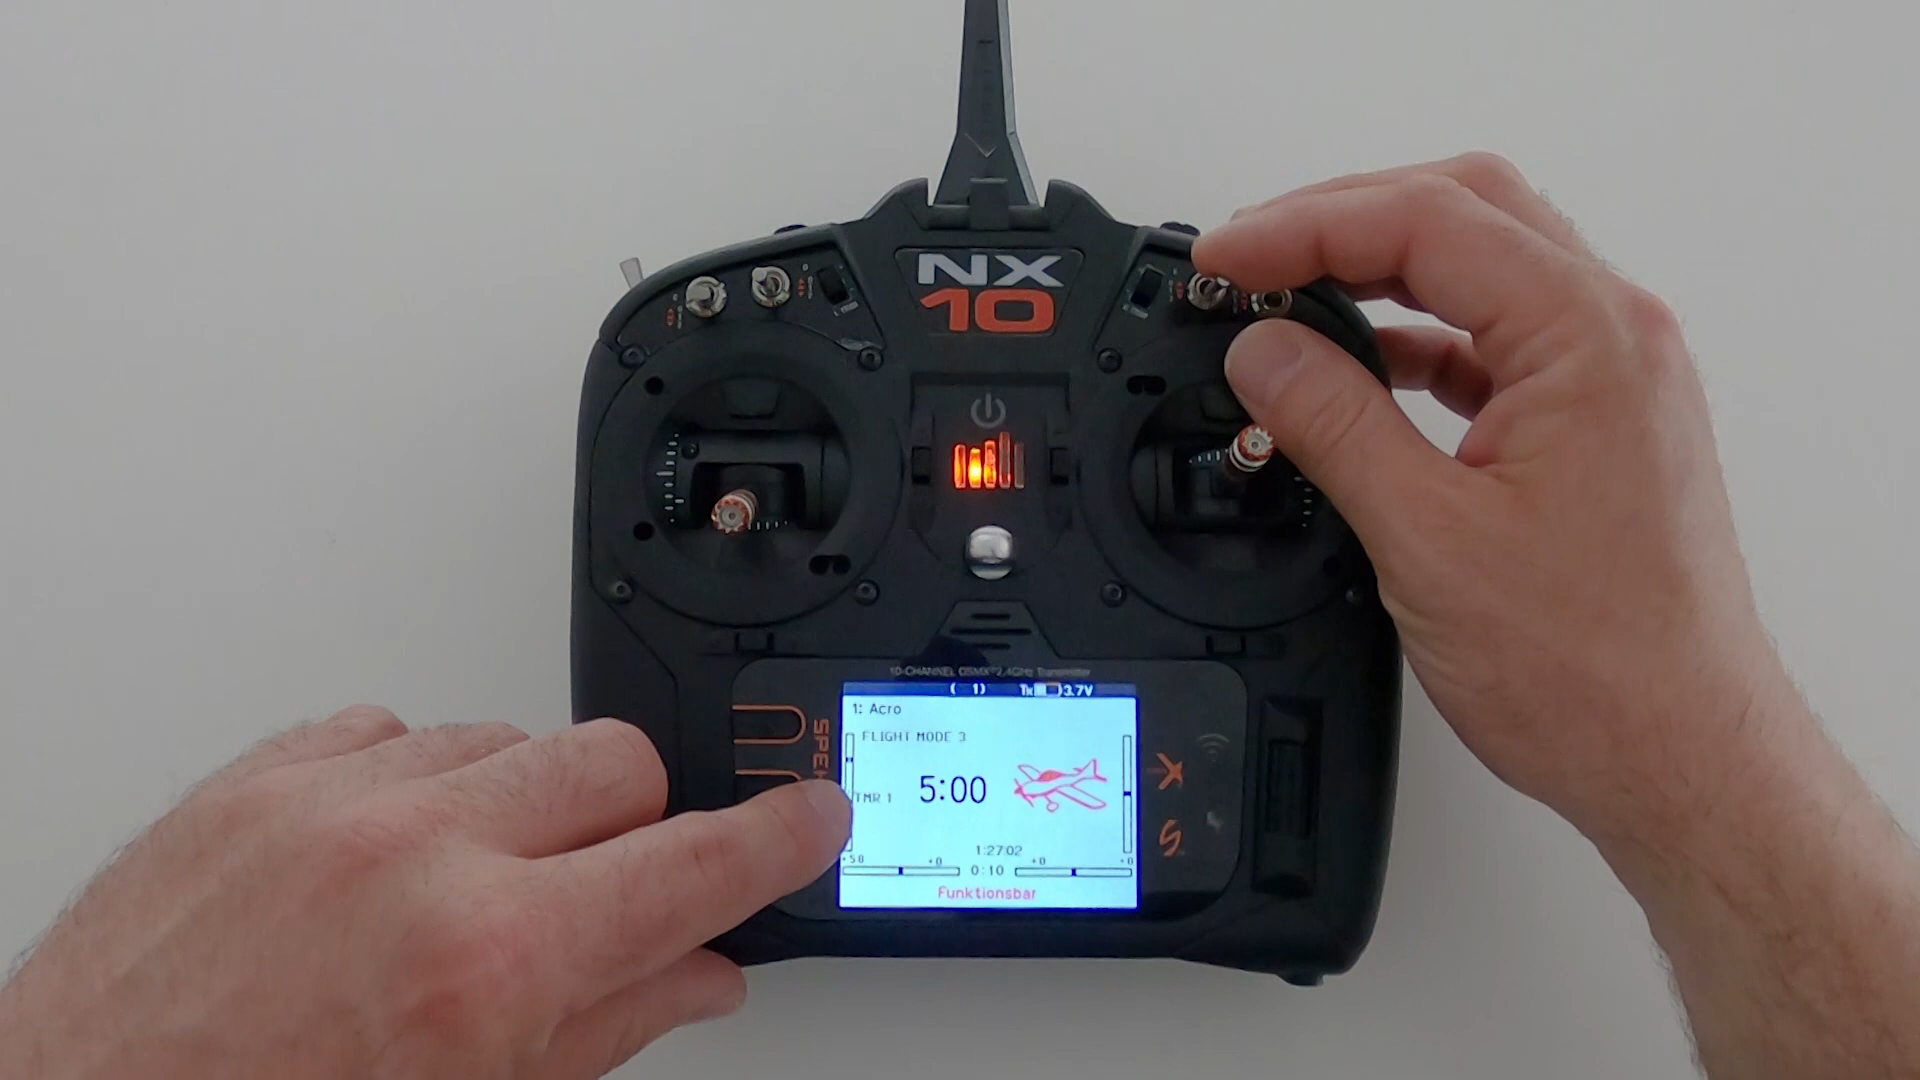 NX
10
10-CHANNEL DSMX® 2.4GHz Transmitter
( 1) Tx 3.7V
1: Acro
FLIGHT MODE 3
TMR 1 5:00
1:27:02
+0 +0 +0
0:10
Funktionsbar